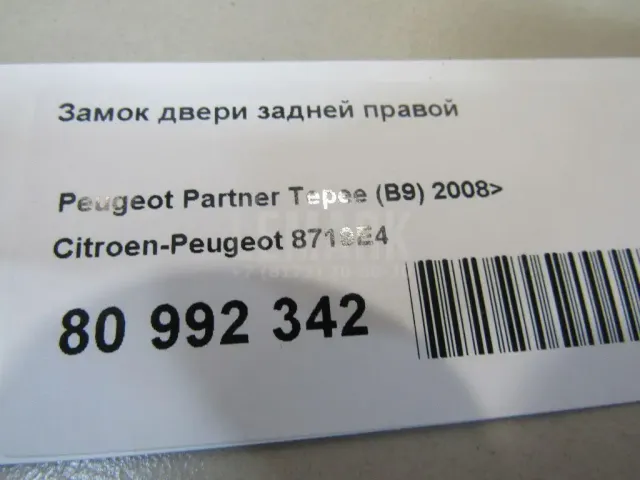 Замок двери задней правой
Peugeot Partner Tepee (B9) 2008>
Citroen-Peugeot 8719E4
80 992 342